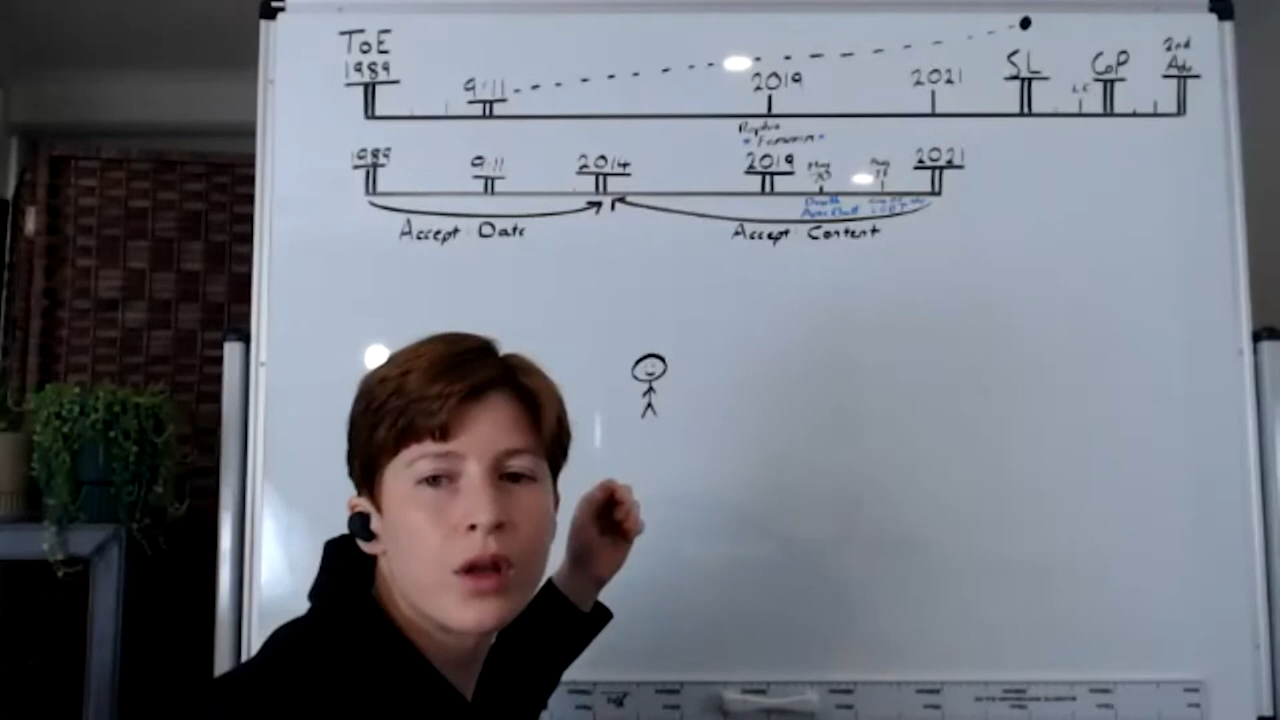 ToE
1989
9·11
2019
2021
SL
CoP
2nd
Adv
1989
9·11
2014
2019
2021
Accept Date
Accept Content